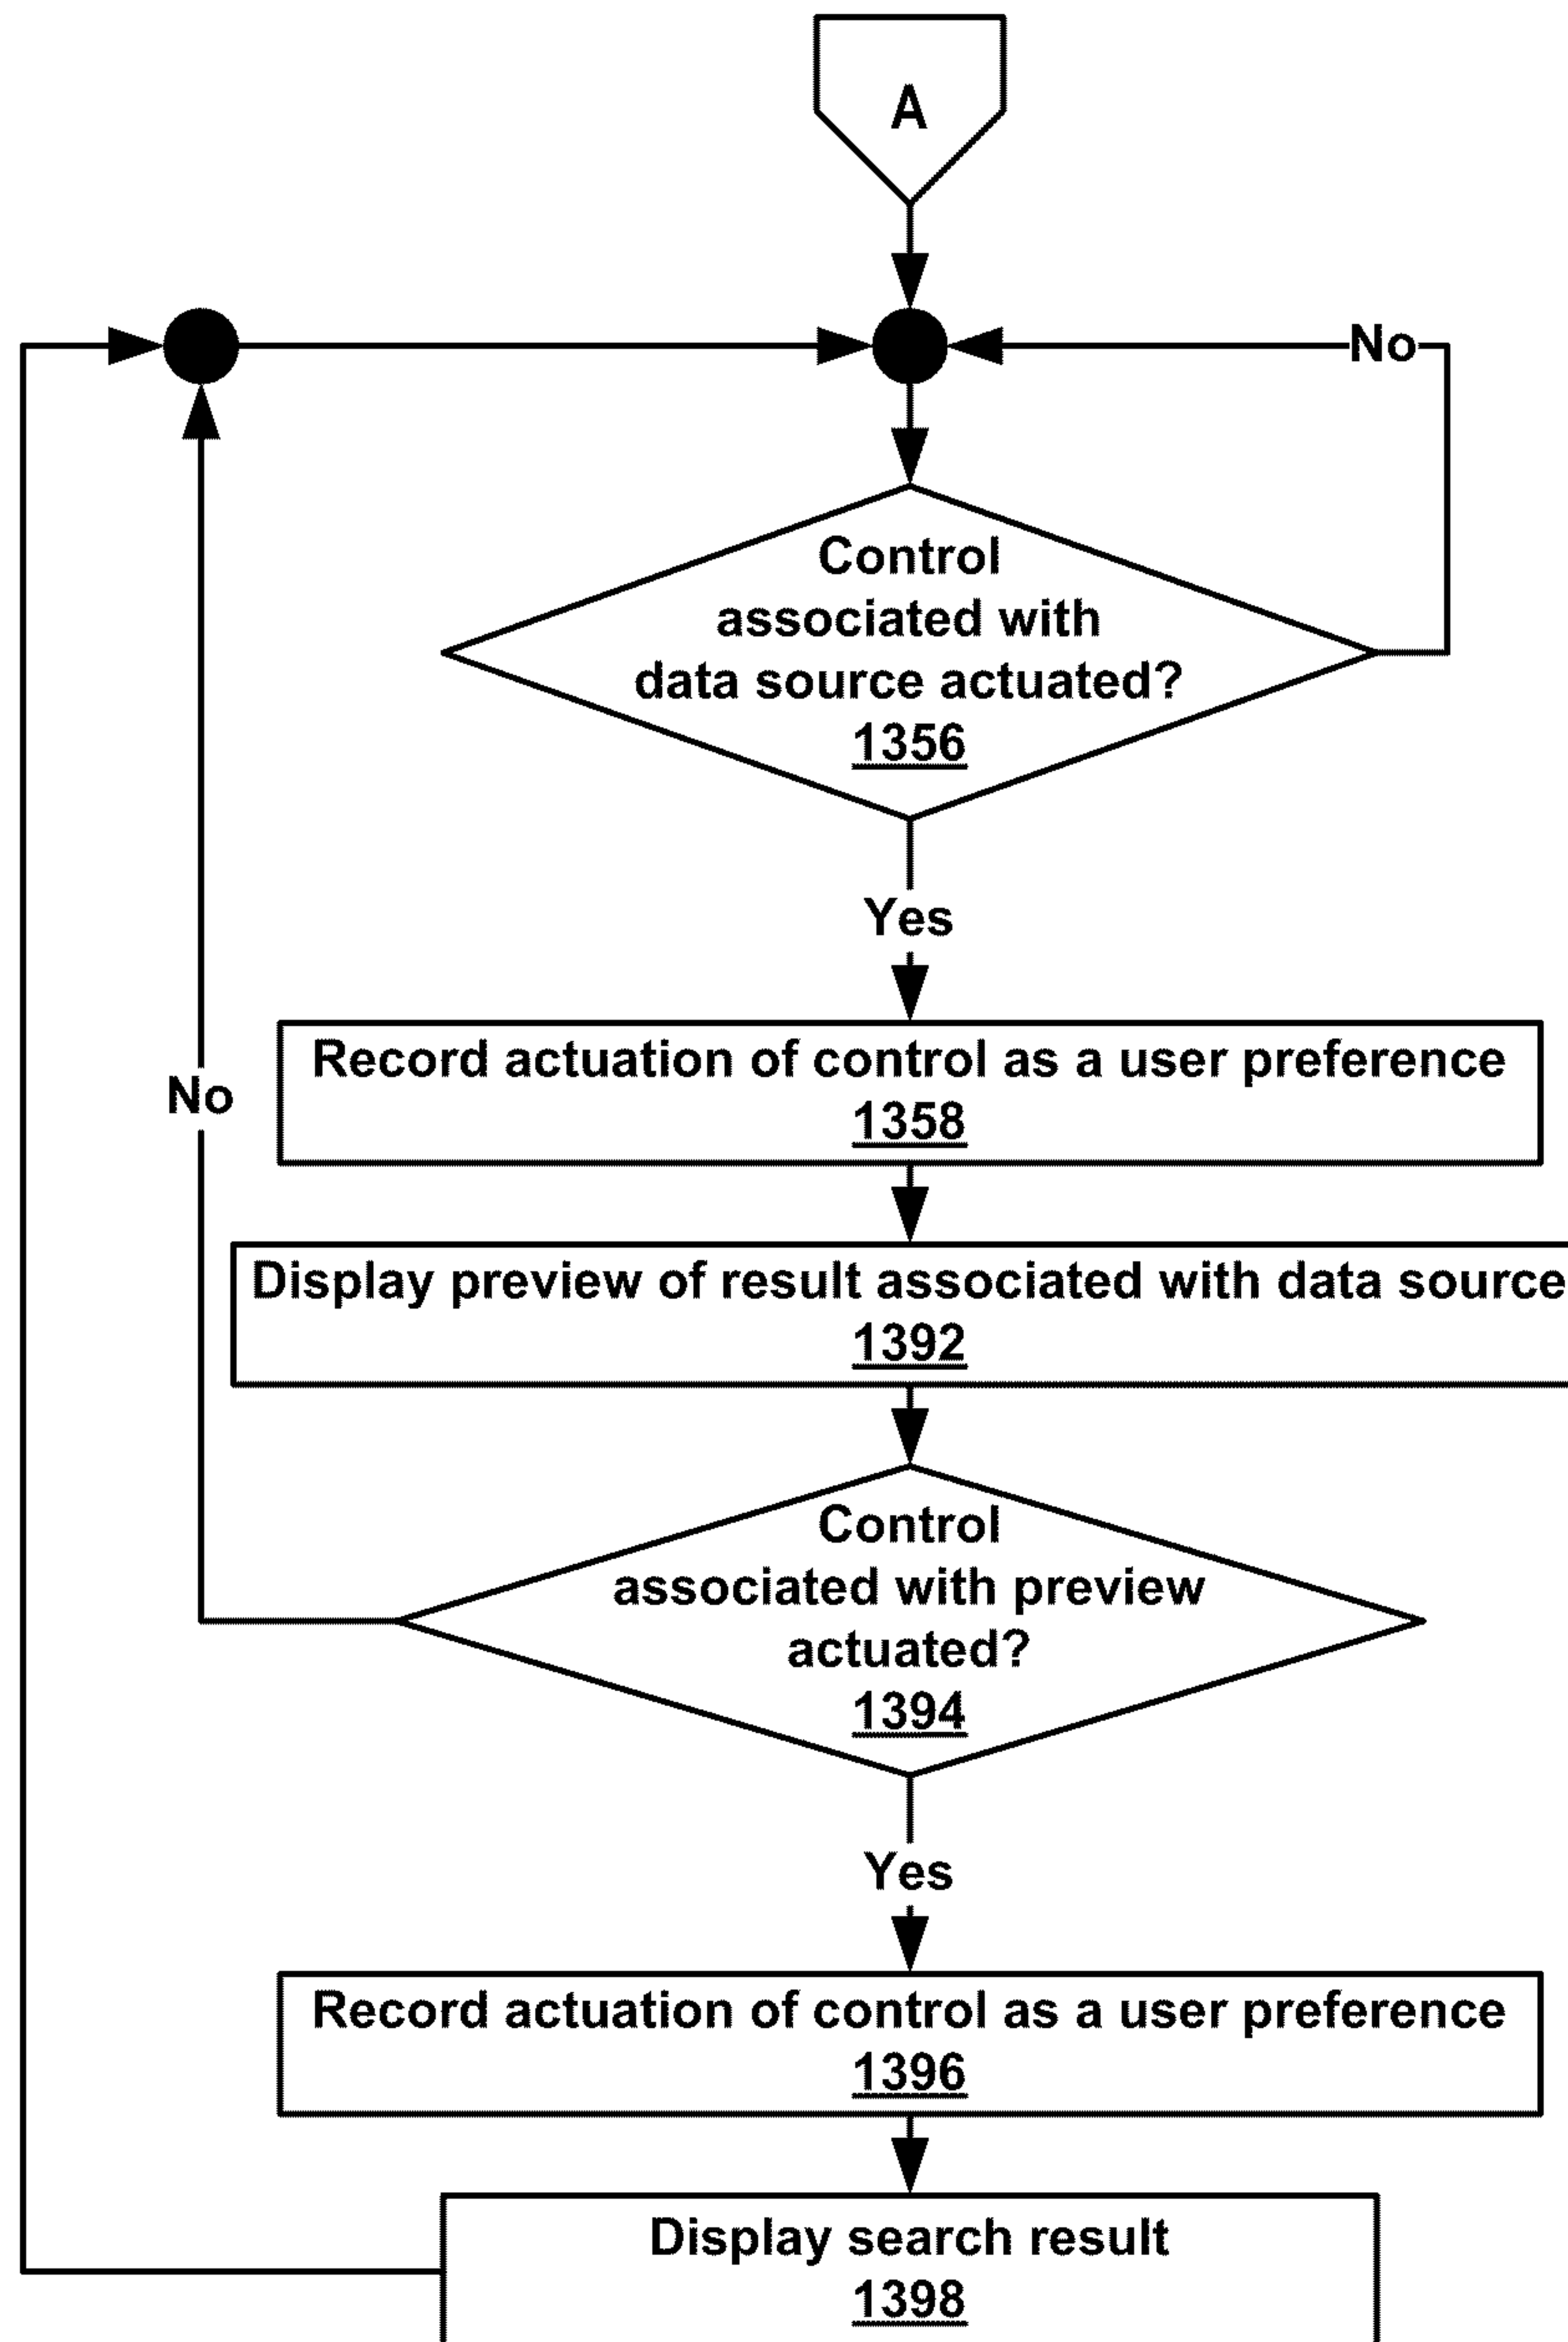 A
No
Control
associated with
data source actuated?
1356
Yes
Record actuation of control as a user preference
1358
No
Display preview of result associated with data source
1392
Control
associated with preview
actuated?
1394
Yes
Record actuation of control as a user preference
1396
Display search result
1398